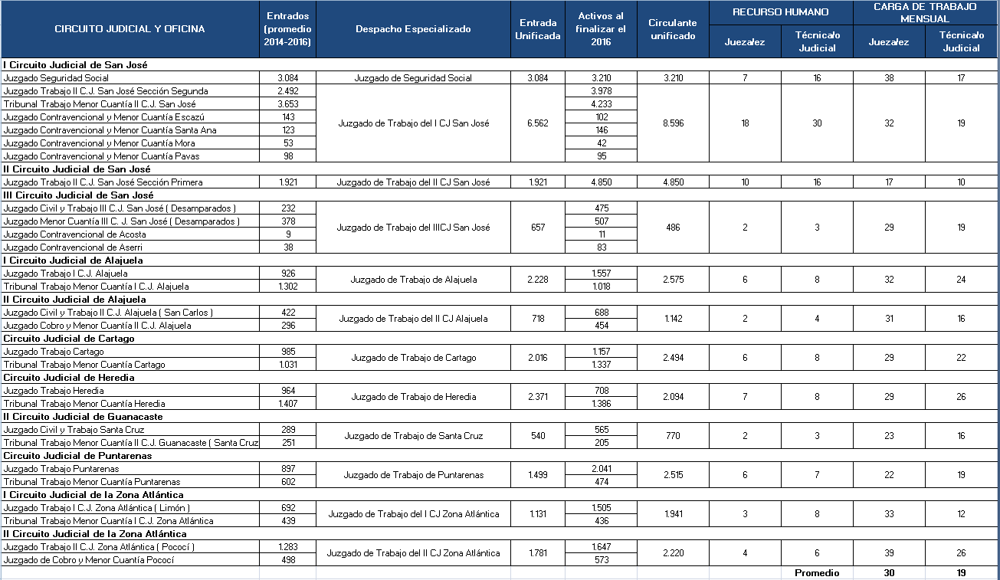 CIRCUITO JUDICIAL Y OFICINA
Entrados (promedio 2014-2016)
Despacho Especializado
Entrada Unificada
Activos al finalizar el 2016
Circulante unificado
RECURSO HUMANO
CARGA DE TRABAJO MENSUAL
Jueza/ez
Técnica/o Judicial
Jueza/ez
Técnica/o Judicial
I Circuito Judicial de San José
Juzgado Seguridad Social 3.084 Juzgado de Seguridad Social 3.084 3.210 3.210 7 16 38 17
Juzgado Trabajo II C.J. San José Sección Segunda 2.492 3.978
Tribunal Trabajo Menor Cuantía II C.J. San José 3.653 4.233
Juzgado Contravencional y Menor Cuantía Escazú 143 102
Juzgado de Trabajo del I CJ San José 6.562 8.596 18 30 32 19
Juzgado Contravencional y Menor Cuantía Santa Ana 123 146
Juzgado Contravencional y Menor Cuantía Mora 53 42
Juzgado Contravencional y Menor Cuantía Pavas 98 95
II Circuito Judicial de San José
Juzgado Trabajo II C.J. San José Sección Primera 1.921 Juzgado de Trabajo del II CJ San José 1.921 4.850 4.850 10 16 17 10
III Circuito Judicial de San José
Juzgado Civil y Trabajo III C.J. San José ( Desamparados ) 232 475
Juzgado Menor Cuantía III C. J. San José ( Desamparados ) 378 507
Juzgado de Trabajo del IIICJ San José 657 486 2 3 29 19
Juzgado Contravencional de Acosta 9 11
Juzgado Contravencional de Aserri 38 83
I Circuito Judicial de Alajuela
Juzgado Trabajo I C.J. Alajuela 926 1.557
Juzgado de Trabajo de Alajuela 2.228 2.575 6 8 32 24
Tribunal Trabajo Menor Cuantía I C.J. Alajuela 1.302 1.018
II Circuito Judicial de Alajuela
Juzgado Civil y Trabajo II C.J. Alajuela ( San Carlos ) 422 688
Juzgado de Trabajo del II CJ Alajuela 718 1.142 2 4 31 16
Juzgado Cobro y Menor Cuantía II C.J. Alajuela 296 454
Circuito Judicial de Cartago
Juzgado Trabajo Cartago 985 1.157
Juzgado de Trabajo de Cartago 2.016 2.494 6 8 29 22
Tribunal Trabajo Menor Cuantía Cartago 1.031 1.337
Circuito Judicial de Heredia
Juzgado Trabajo Heredia 964 708
Juzgado de Trabajo de Heredia 2.371 2.094 7 8 29 26
Tribunal Trabajo Menor Cuantía Heredia 1.407 1.386
II Circuito Judicial de Guanacaste
Juzgado Civil y Trabajo Santa Cruz 289 565
Juzgado de Trabajo de Santa Cruz 540 770 2 3 23 16
Tribunal Trabajo Menor Cuantía II C.J. Guanacaste ( Santa Cruz 251 205
Circuito Judicial de Puntarenas
Juzgado Trabajo Puntarenas 897 2.041
Juzgado de Trabajo de Puntarenas 1.499 2.515 6 7 22 19
Tribunal Trabajo Menor Cuantía Puntarenas 602 474
I Circuito Judicial de la Zona Atlántica
Juzgado Trabajo I C.J. Zona Atlántica ( Limón ) 692 1.505
Juzgado de Trabajo del I CJ Zona Atlántica 1.131 1.941 3 8 33 12
Tribunal Trabajo Menor Cuantía I C.J. Zona Atlántica 439 436
II Circuito Judicial de la Zona Atlántica
Juzgado Trabajo II C.J. Zona Atlántica ( Pococí ) 1.283 1.647
Juzgado de Trabajo del II CJ Zona Atlántica 1.781 2.220 4 6 39 26
Juzgado de Cobro y Menor Cuantía Pococí 498 573
Promedio 30 19